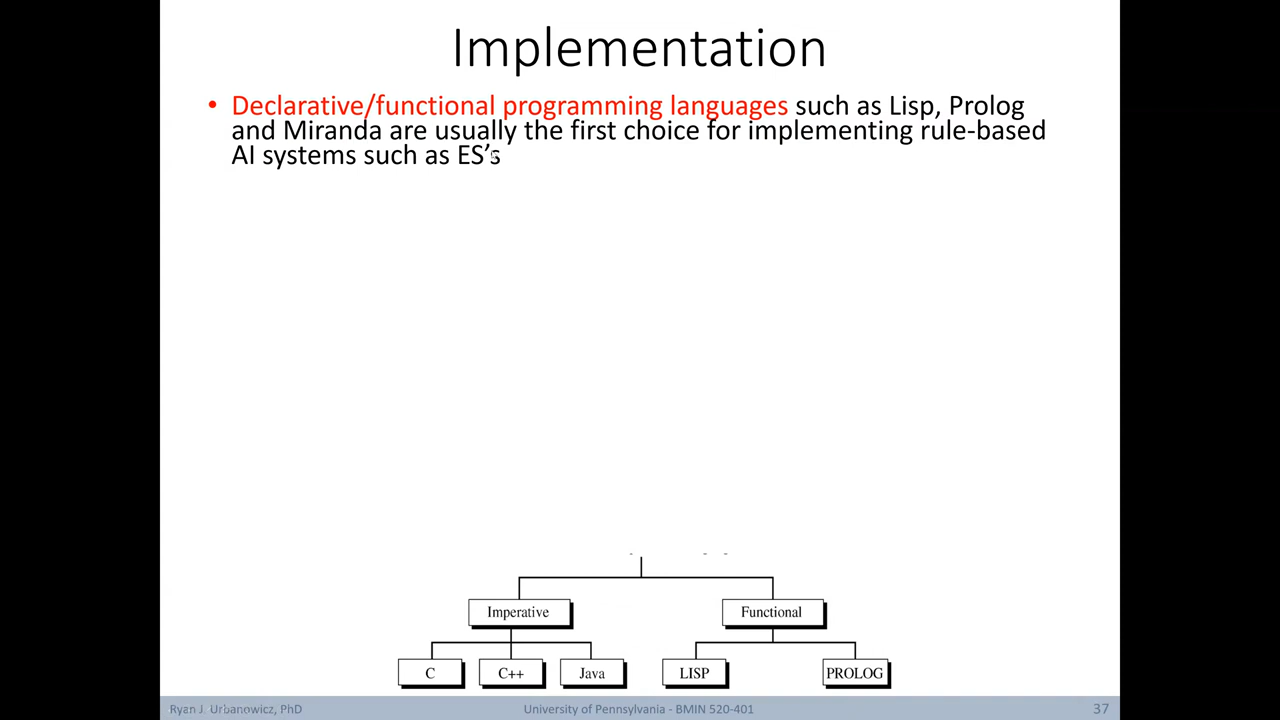 Implementation
• Declarative/functional programming languages such as Lisp, Prolog
and Miranda are usually the first choice for implementing rule-based
AI systems such as ES’s
Imperative Functional
C C++ Java LISP PROLOG
Ryan J. Urbanowicz, PhD University of Pennsylvania - BMIN 520-401 37